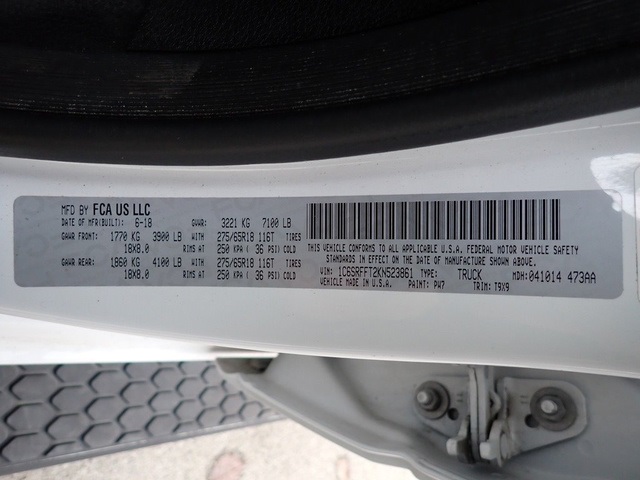 MFD BY FCA US LLC
DATE OF MFR(BUILT): 6-18 GVWR: 3221 KG 7100 LB
GAWR FRONT: 1770 KG 3900 LB WITH 275/65R18 116T TIRES
18X8.0 RIMS AT 250 KPA ( 36 PSI) COLD
GAWR REAR: 1860 KG 4100 LB WITH 275/65R18 116T TIRES
18X8.0 RIMS AT 250 KPA ( 36 PSI) COLD
THIS VEHICLE CONFORMS TO ALL APPLICABLE U.S.A. FEDERAL MOTOR VEHICLE SAFETY
STANDARDS IN EFFECT ON THE DATE OF MANUFACTURE SHOWN ABOVE.
VIN: 1C6SRFFT2KN523861 TYPE: TRUCK MDH:041014 473AA
VEHICLE MADE IN U.S.A. PAINT: PW7 TRIM: T9X9